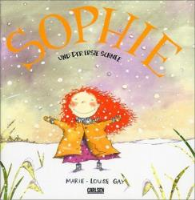 SOPHIE
UND DER ERSTE SCHNEE
MARIE-LOUISE GAY
CARLSEN